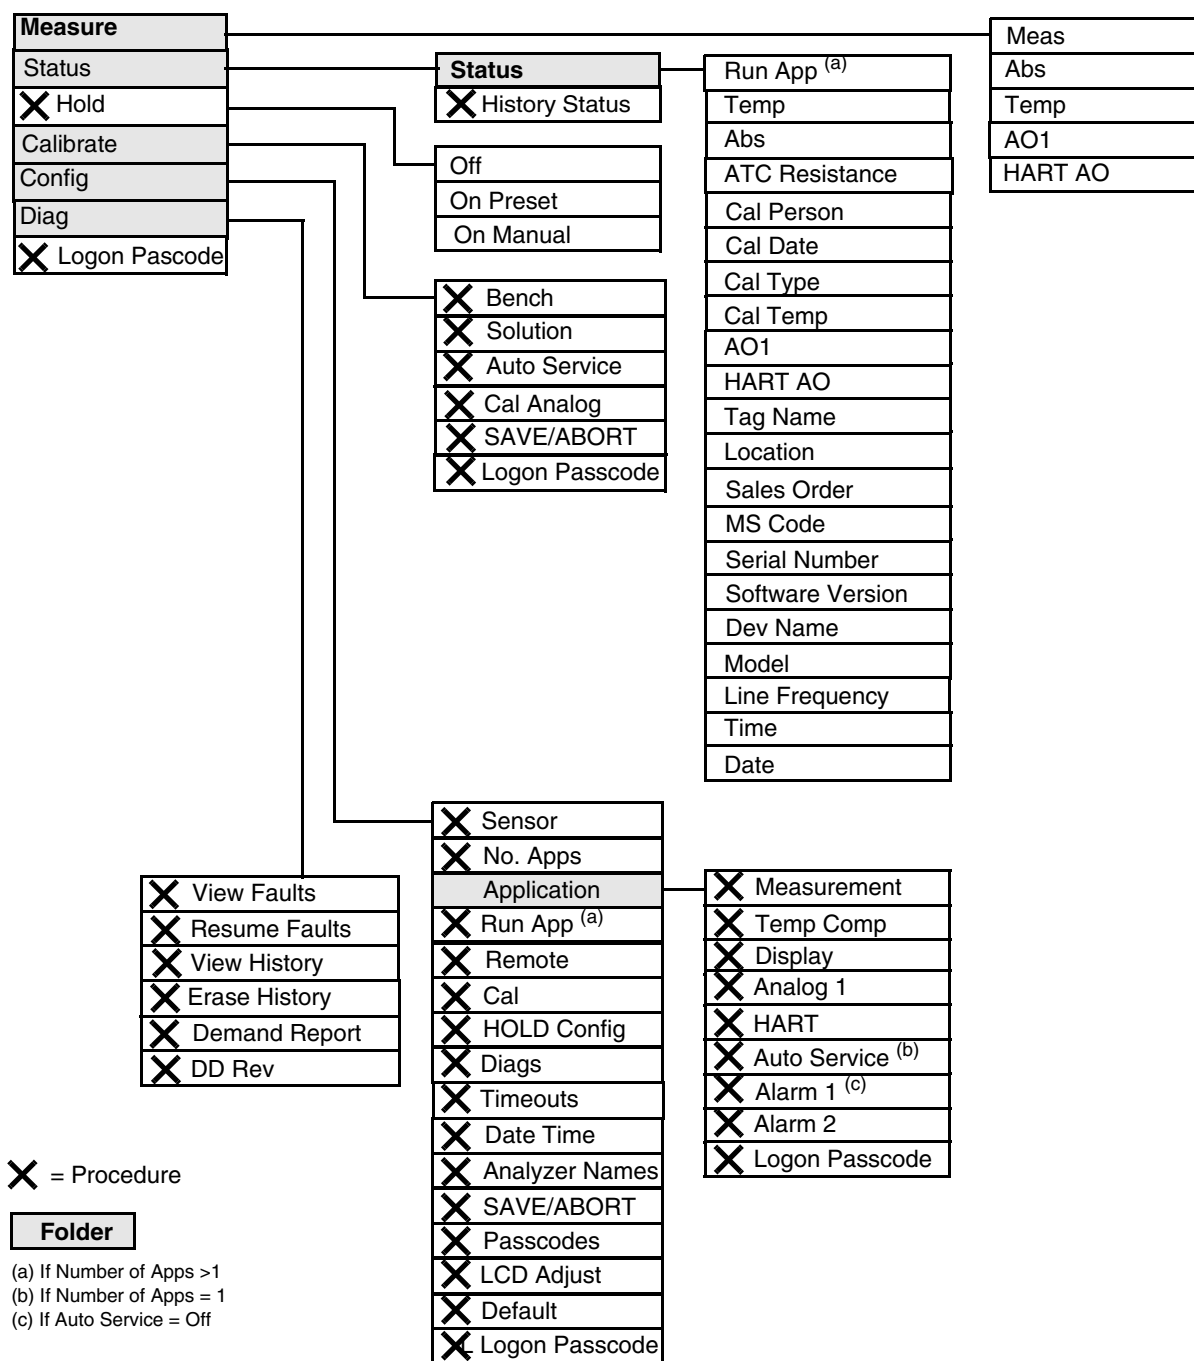 Measure
Status
Hold
Calibrate
Config
Diag
Logon Pascode
Status
History Status
Off
On Preset
On Manual
Bench
Solution
Auto Service
Cal Analog
SAVE/ABORT
Logon Passcode
Run App (a)
Temp
Abs
ATC Resistance
Cal Person
Cal Date
Cal Type
Cal Temp
AO1
HART AO
Tag Name
Location
Sales Order
MS Code
Serial Number
Software Version
Dev Name
Model
Line Frequency
Time
Date
Meas
Abs
Temp
AO1
HART AO
View Faults
Resume Faults
View History
Erase History
Demand Report
DD Rev
Sensor
No. Apps
Application
Run App (a)
Remote
Cal
HOLD Config
Diags
Timeouts
Date Time
Analyzer Names
SAVE/ABORT
Passcodes
LCD Adjust
Default
L Logon Passcode
Measurement
Temp Comp
Display
Analog 1
HART
Auto Service (b)
Alarm 1 (c)
Alarm 2
Logon Passcode
= Procedure
Folder
(a) If Number of Apps >1
(b) If Number of Apps = 1
(c) If Auto Service = Off